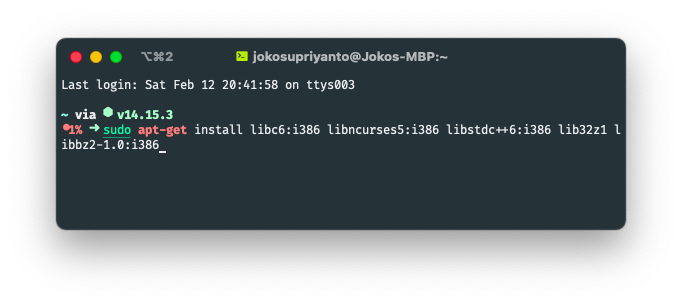 ⌥⌘2 jokosupriyanto@Jokos-MBP:~
Last login: Sat Feb 12 20:41:58 on ttys003
~ via ⬢ v14.15.3
1% ➜ sudo apt-get install libc6:i386 libncurses5:i386 libstdc++6:i386 lib32z1 l
ibbz2-1.0:i386_